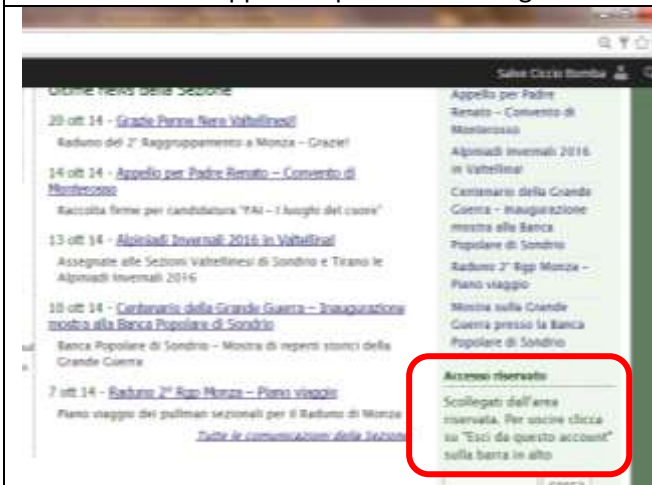 Salve Ciccio Bomba
Ultime news della Sezione
20 ott 14 - Grazie Penne Nere Valtellinesi!
Raduno del 2° Raggruppamento a Monza – Grazie!
14 ott 14 - Appello per Padre Renato – Convento di
Monterosso
Raccolta firme per candidatura "FAI – I luoghi del cuore"
13 ott 14 - Alpiniadi Invernali 2016 in Valtellina!
Assegnate alle Sezioni Valtellinesi di Sondrio e Tirano le
Alpiniadi Invernali 2016
10 ott 14 - Centenario della Grande Guerra – Inaugurazione
mostra alla Banca Popolare di Sondrio
Banca Popolare di Sondrio – Mostra di reperti storici della
Grande Guerra
7 ott 14 - Raduno 2° Rgp Monza – Piano viaggio
Piano viaggio dei pullman sezionali per il Raduno di Monza
Tutte le comunicazioni della Sezione
Appello per Padre
Renato – Convento di
Monterosso
Alpiniadi Invernali 2016
in Valtellina!
Centenario della Grande
Guerra – Inaugurazione
mostra alla Banca
Popolare di Sondrio
Raduno 2° Rgp Monza –
Piano viaggio
Mostra sulla Grande
Guerra presso la Banca
Popolare di Sondrio
Accesso riservato
Scollegati dall'area
riservata. Per uscire clicca
su "Esci da questo account"
sulla barra in alto